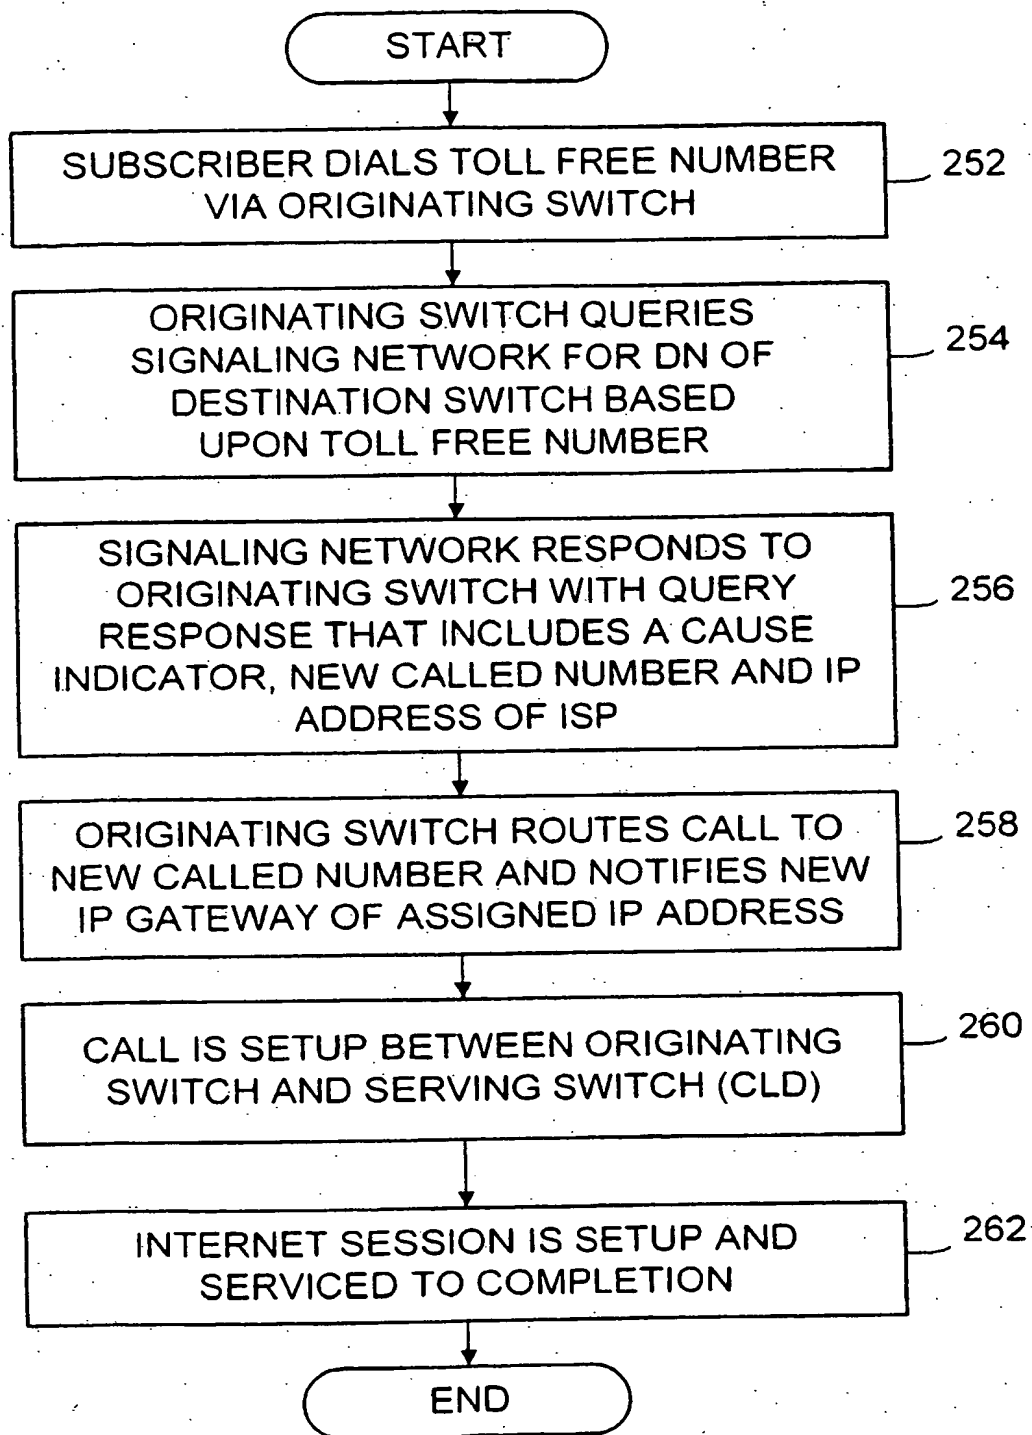 START
SUBSCRIBER DIALS TOLL FREE NUMBER
VIA ORIGINATING SWITCH
252
ORIGINATING SWITCH QUERIES
SIGNALING NETWORK FOR DN OF
DESTINATION SWITCH BASED
UPON TOLL FREE NUMBER
254
SIGNALING NETWORK RESPONDS TO
ORIGINATING SWITCH WITH QUERY
RESPONSE THAT INCLUDES A CAUSE
INDICATOR, NEW CALLED NUMBER AND IP
ADDRESS OF ISP
256
ORIGINATING SWITCH ROUTES CALL TO
NEW CALLED NUMBER AND NOTIFIES NEW
IP GATEWAY OF ASSIGNED IP ADDRESS
258
CALL IS SETUP BETWEEN ORIGINATING
SWITCH AND SERVING SWITCH (CLD)
260
INTERNET SESSION IS SETUP AND
SERVICED TO COMPLETION
262
END